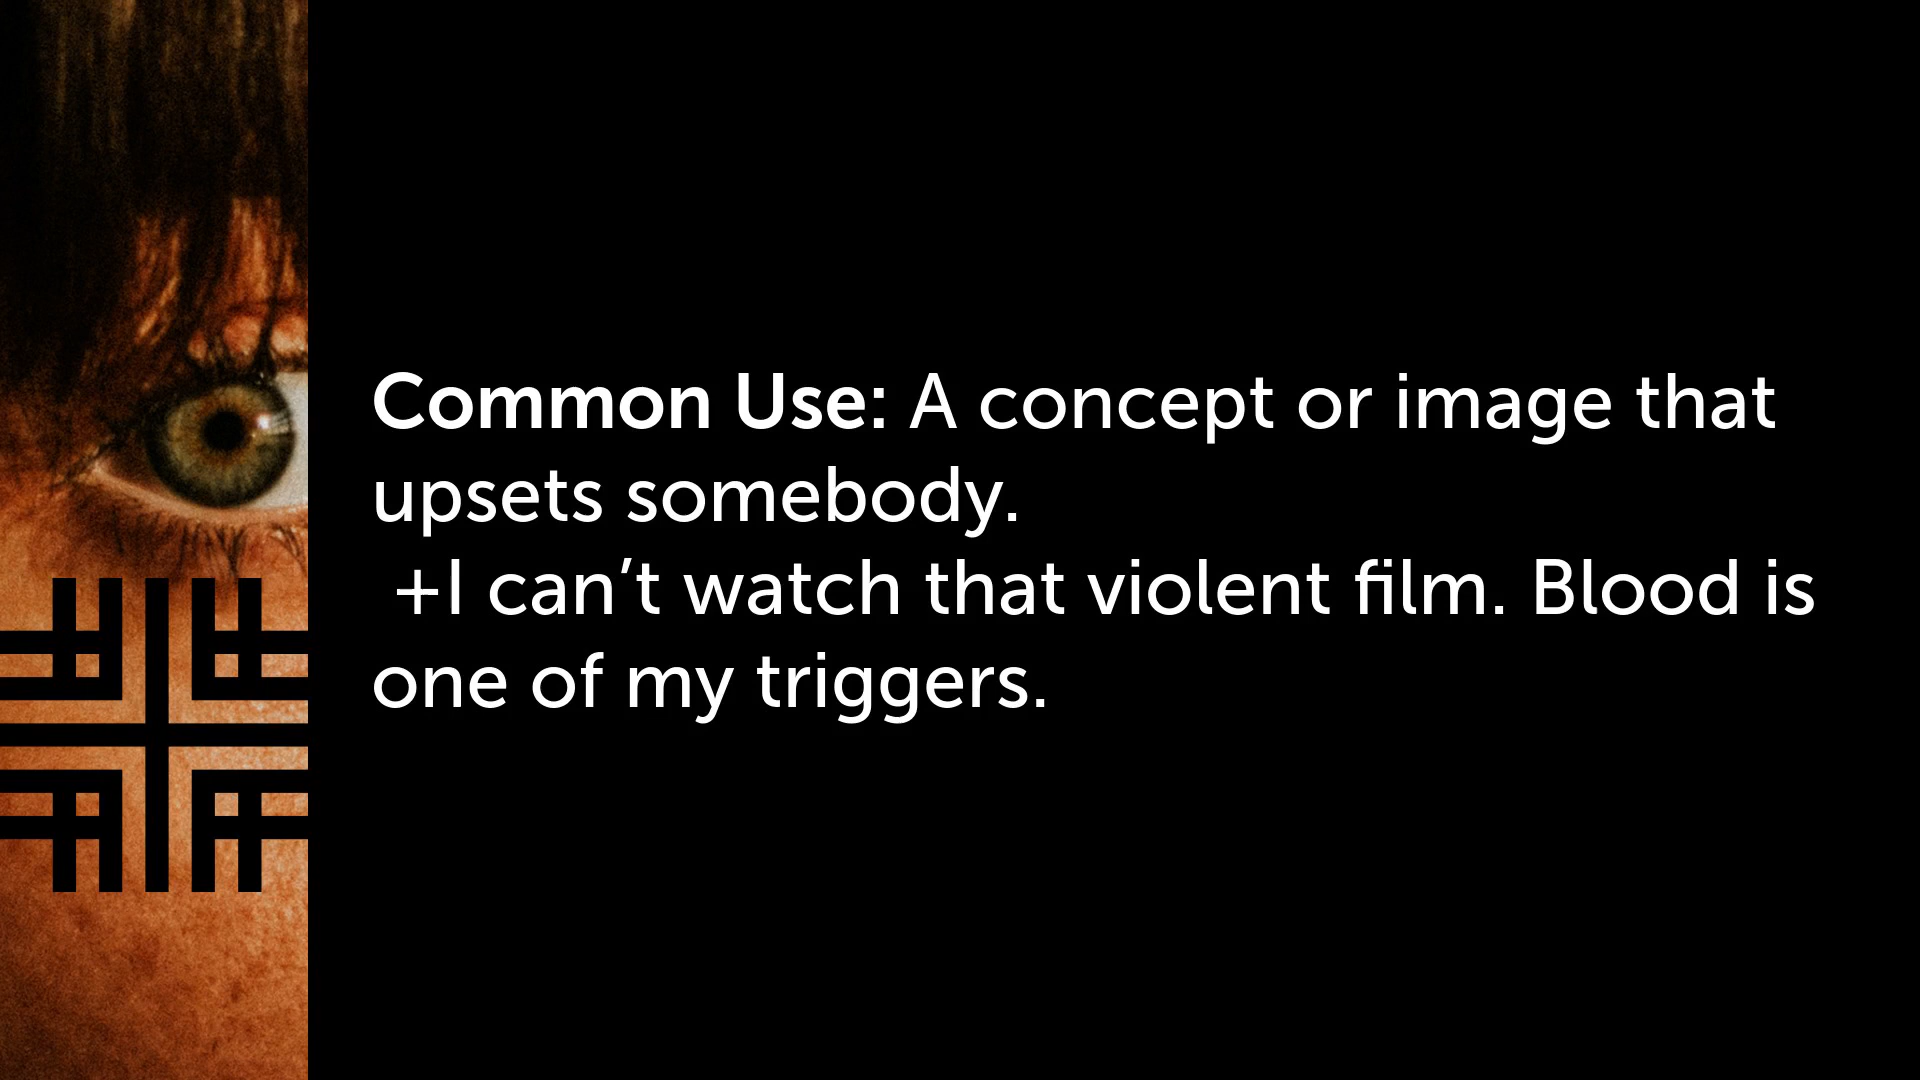 Common Use: A concept or image that
upsets somebody.
+I can’t watch that violent film. Blood is
one of my triggers.